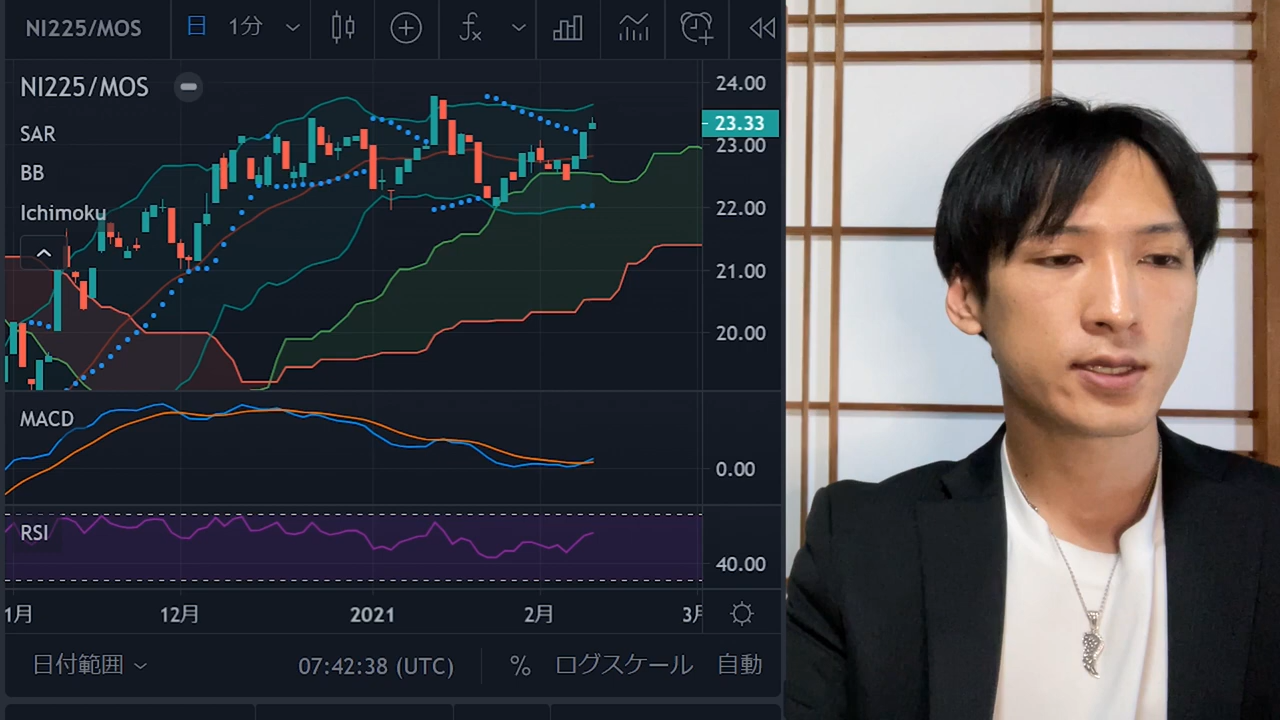 NI225/MOS 日 1分
NI225/MOS
SAR
BB
Ichimoku
24.00
23.33
23.00
22.00
21.00
20.00
MACD
0.00
RSI
40.00
1月 12月 2021 2月 3月
日付範囲 07:42:38 (UTC) % ログスケール 自動